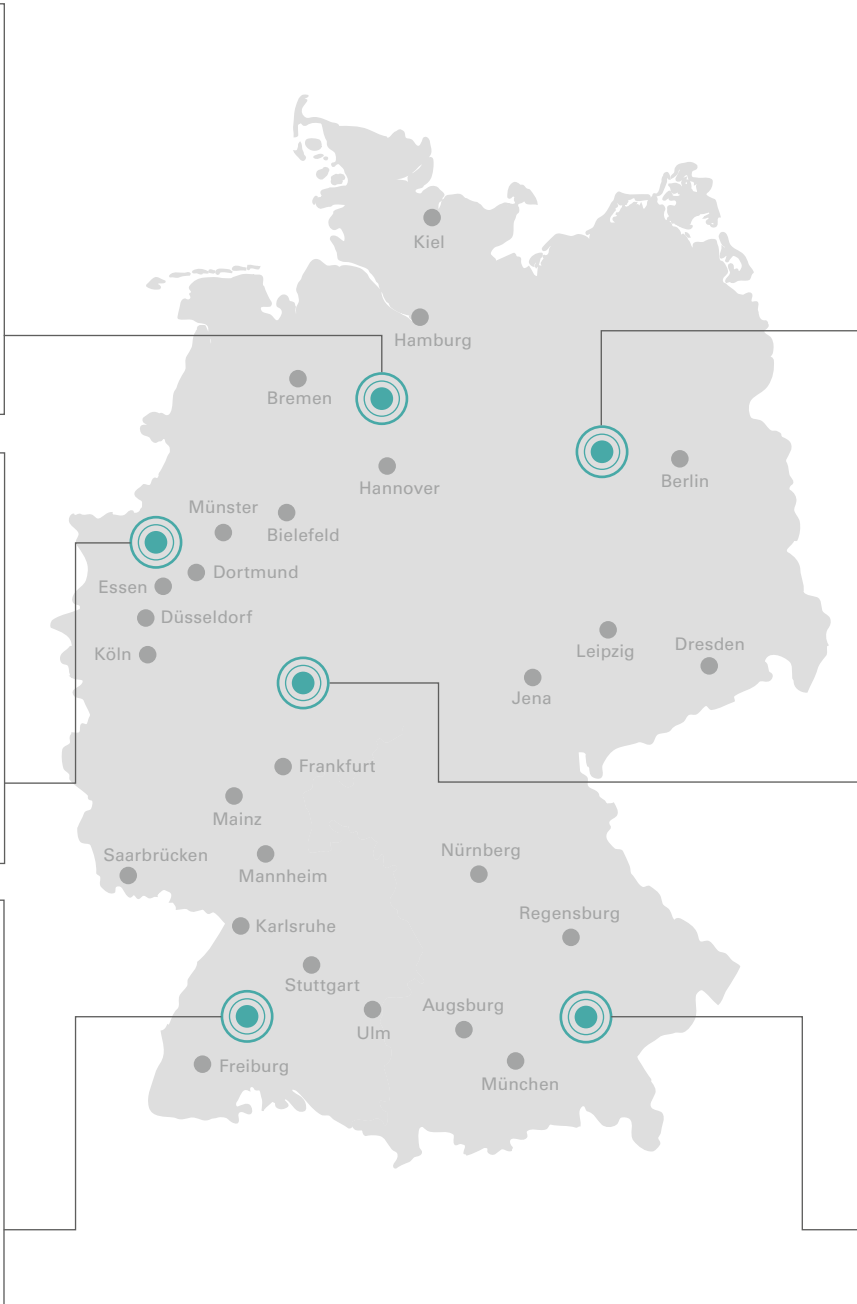 Kiel
Hamburg
Bremen
Hannover
Berlin
Münster
Bielefeld
Dortmund
Essen
Düsseldorf
Köln
Leipzig
Dresden
Jena
Frankfurt
Mainz
Saarbrücken
Mannheim
Nürnberg
Regensburg
Karlsruhe
Stuttgart
Augsburg
Ulm
Freiburg
München